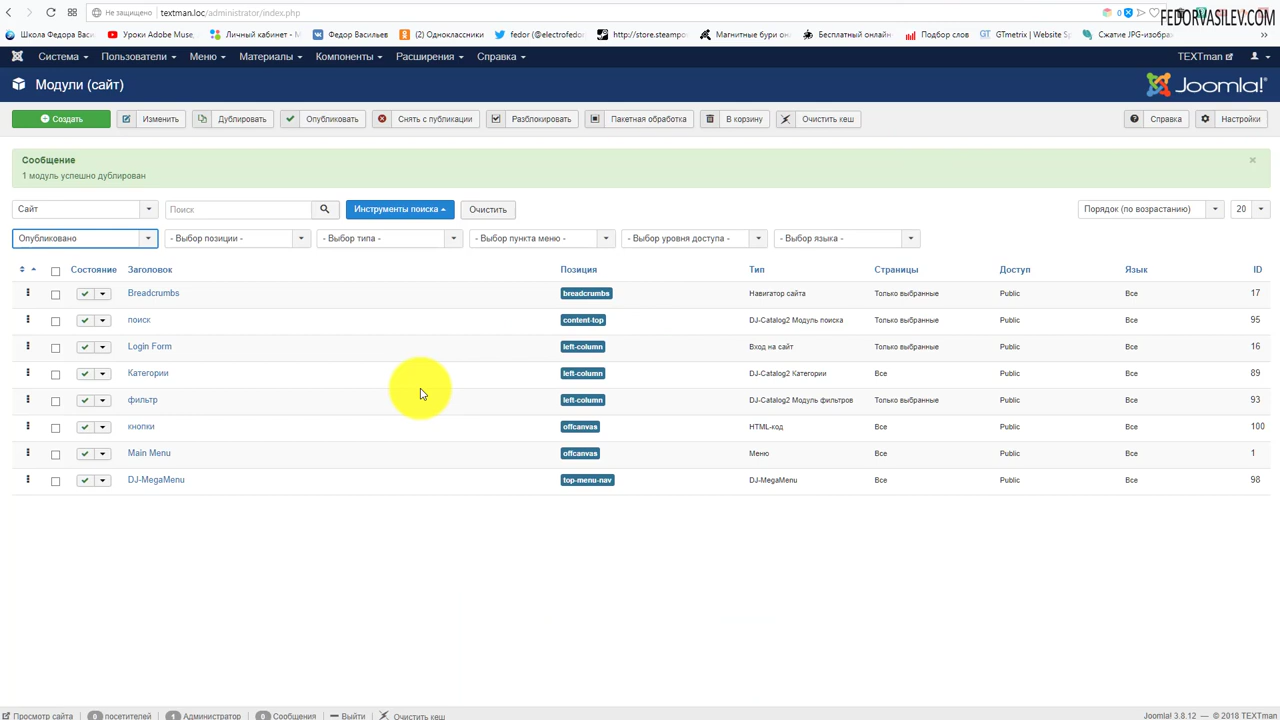 Не защищено textman.loc/administrator/index.php
0
FEDORVASILEV.COM
Школа Федора Васи.
Уроки Adobe Muse.
Личный кабинет - М
Федор Васильев
(2) Одноклассники
fedor (@electrofedo
http://store.steampo
Магнитные бури он
Бесплатный онлайн
Подбор слов
GTmetrix | Website S
Сжатие JPG-изобра
Система
Пользователи
Меню
Материалы
Компоненты
Расширения
Справка
TEXTman
Модули (сайт)
Joomla!
Создать
Изменить
Дублировать
Опубликовать
Снять с публикации
Разблокировать
Пакетная обработка
В корзину
Очистить кеш
Справка
Настройки
Сообщение
1 модуль успешно дублирован
Сайт
Поиск
Инструменты поиска
Очистить
Порядок (по возрастанию)
20
Опубликовано
- Выбор позиции -
- Выбор типа -
- Выбор пункта меню -
- Выбор уровня доступа -
- Выбор языка -
Состояние Заголовок Позиция Тип Страницы Доступ Язык ID
Breadcrumbs breadcrumbs Навигатор сайта Только выбранные Public Все 17
поиск content-top DJ-Catalog2 Модуль поиска Только выбранные Public Все 95
Login Form left-column Вход на сайт Только выбранные Public Все 16
Категории left-column DJ-Catalog2 Категории Все Public Все 89
фильтр left-column DJ-Catalog2 Модуль фильтров Только выбранные Public Все 93
кнопки offcanvas HTML-код Все Public Все 100
Main Menu offcanvas Меню Все Public Все 1
DJ-MegaMenu top-menu-nav DJ-MegaMenu Все Public Все 98
Просмотр сайта 0 посетителей 1 Администратор 0 Сообщения Выйти Очистить кеш Joomla! 3.8.12 — © 2018 TEXTman